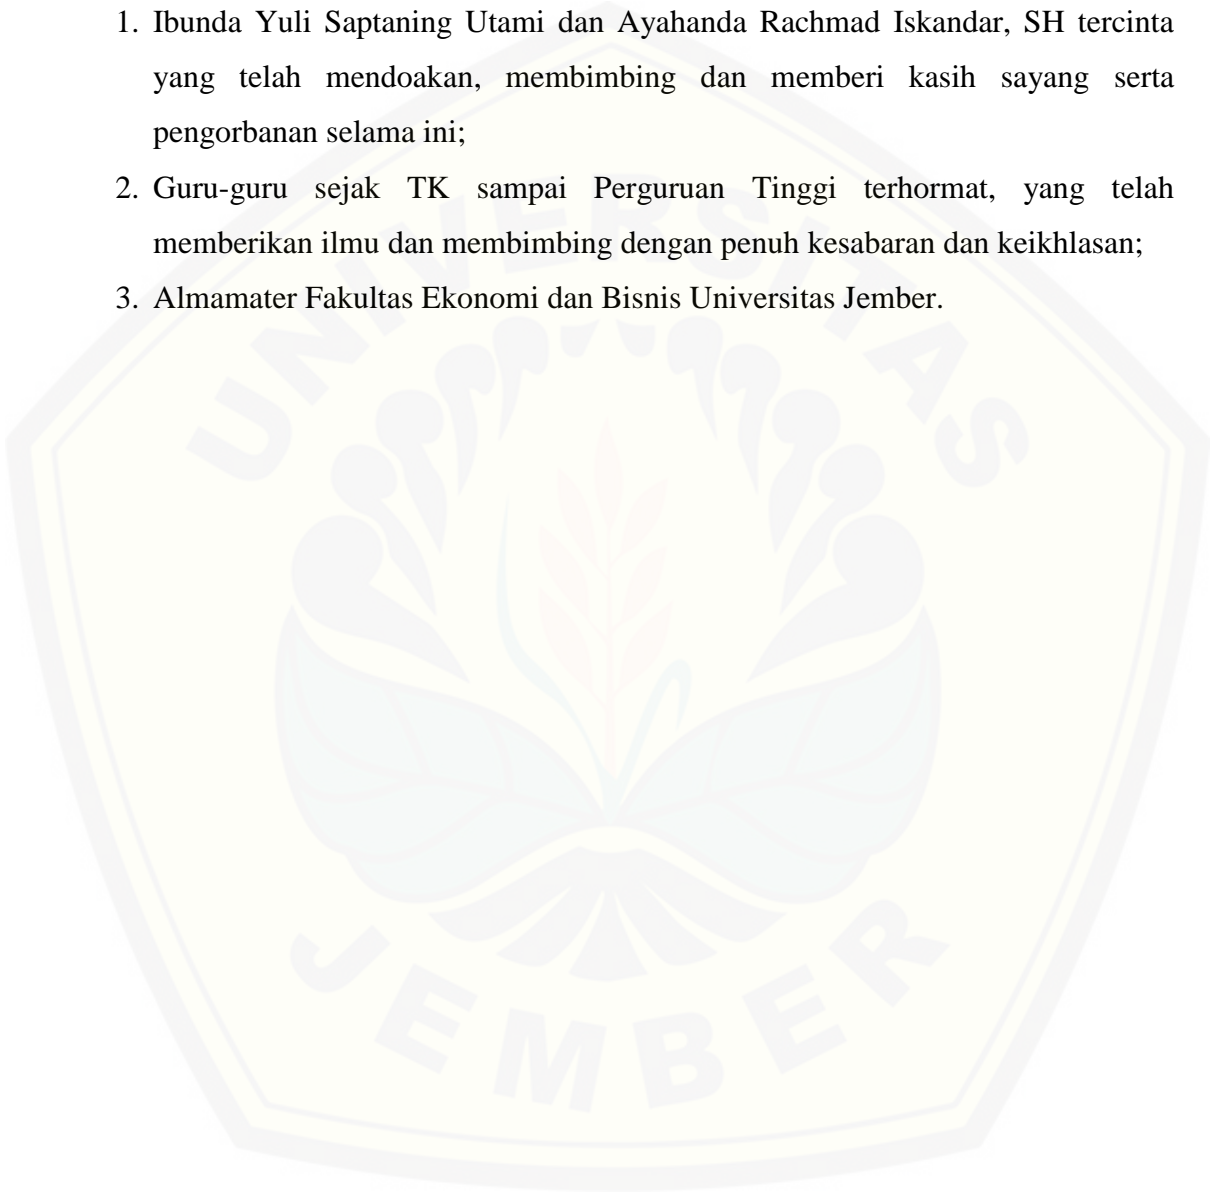 1. Ibunda Yuli Saptaning Utami dan Ayahanda Rachmad Iskandar, SH tercinta
yang telah mendoakan, membimbing dan memberi kasih sayang serta
pengorbanan selama ini;
2. Guru-guru sejak TK sampai Perguruan Tinggi terhormat, yang telah
memberikan ilmu dan membimbing dengan penuh kesabaran dan keikhlasan;
3. Almamater Fakultas Ekonomi dan Bisnis Universitas Jember.
UNIVERSITAS
JEMBER